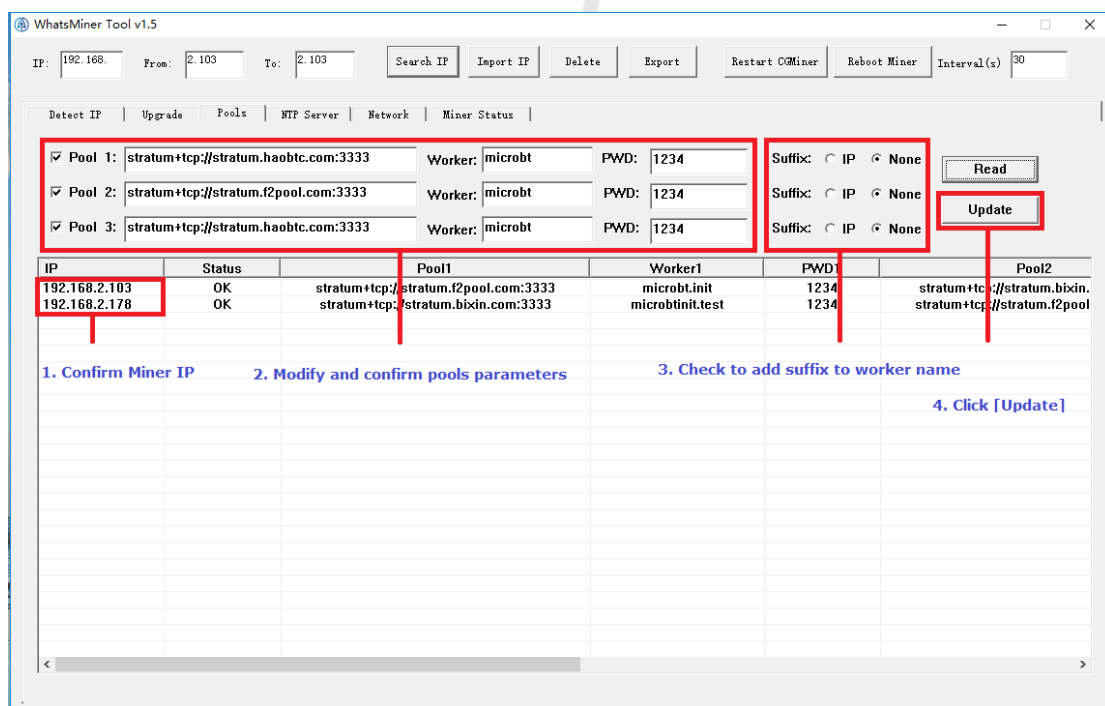 WhatsMiner Tool v1.5
IP: 192.168. From: 2.103 To: 2.103 Search IP Import IP Delete Export Restart CGMiner Reboot Miner Interval(s) 30
Detect IP Upgrade Pools NTP Server Network Miner Status
Pool 1: stratum+tcp://stratum.haobtc.com:3333 Worker: microbt PWD: 1234 Suffix: IP None Read
Pool 2: stratum+tcp://stratum.f2pool.com:3333 Worker: microbt PWD: 1234 Suffix: IP None
Update
Pool 3: stratum+tcp://stratum.haobtc.com:3333 Worker: microbt PWD: 1234 Suffix: IP None
IP Status Pool1 Worker1 PWD1 Pool2
192.168.2.103 OK stratum+tcp://stratum.f2pool.com:3333 microbt.init 1234 stratum+tcp://stratum.bixin.
192.168.2.178 OK stratum+tcp://stratum.bixin.com:3333 microbtinit.test 1234 stratum+tcp://stratum.f2pool
1. Confirm Miner IP 2. Modify and confirm pools parameters 3. Check to add suffix to worker name
4. Click [Update]